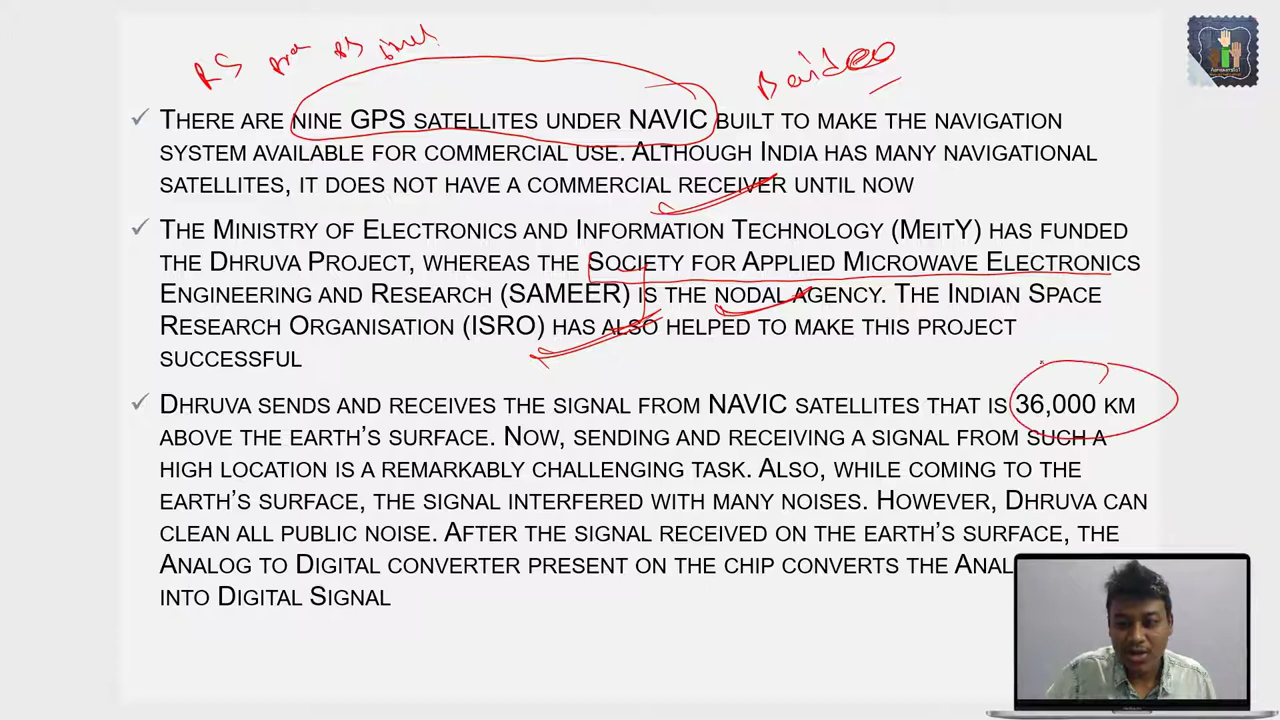 Beideo
✓ THERE ARE NINE GPS SATELLITES UNDER NAVIC BUILT TO MAKE THE NAVIGATION
SYSTEM AVAILABLE FOR COMMERCIAL USE. ALTHOUGH INDIA HAS MANY NAVIGATIONAL
SATELLITES, IT DOES NOT HAVE A COMMERCIAL RECEIVER UNTIL NOW
✓ THE MINISTRY OF ELECTRONICS AND INFORMATION TECHNOLOGY (MEITY) HAS FUNDED
THE DHRUVA PROJECT, WHEREAS THE SOCIETY FOR APPLIED MICROWAVE ELECTRONICS
ENGINEERING AND RESEARCH (SAMEER) IS THE NODAL AGENCY. THE INDIAN SPACE
RESEARCH ORGANISATION (ISRO) HAS ALSO HELPED TO MAKE THIS PROJECT
SUCCESSFUL
✓ DHRUVA SENDS AND RECEIVES THE SIGNAL FROM NAVIC SATELLITES THAT IS 36,000 KM
ABOVE THE EARTH’S SURFACE. NOW, SENDING AND RECEIVING A SIGNAL FROM SUCH A
HIGH LOCATION IS A REMARKABLY CHALLENGING TASK. ALSO, WHILE COMING TO THE
EARTH’S SURFACE, THE SIGNAL INTERFERED WITH MANY NOISES. HOWEVER, DHRUVA CAN
CLEAN ALL PUBLIC NOISE. AFTER THE SIGNAL RECEIVED ON THE EARTH’S SURFACE, THE
ANALOG TO DIGITAL CONVERTER PRESENT ON THE CHIP CONVERTS THE ANAL
INTO DIGITAL SIGNAL